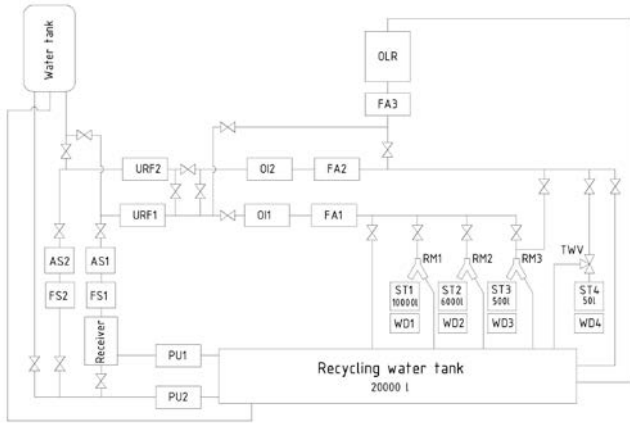 Water tank
OLR
FA3
URF2
OI2
FA2
URF1
OI1
FA1
AS2
AS1
FS2
FS1
Receiver
RM1
RM2
RM3
TWV
ST1
10000l
ST2
6000l
ST3
500l
ST4
50l
WD1
WD2
WD3
WD4
PU1
PU2
Recycling water tank
20000 l